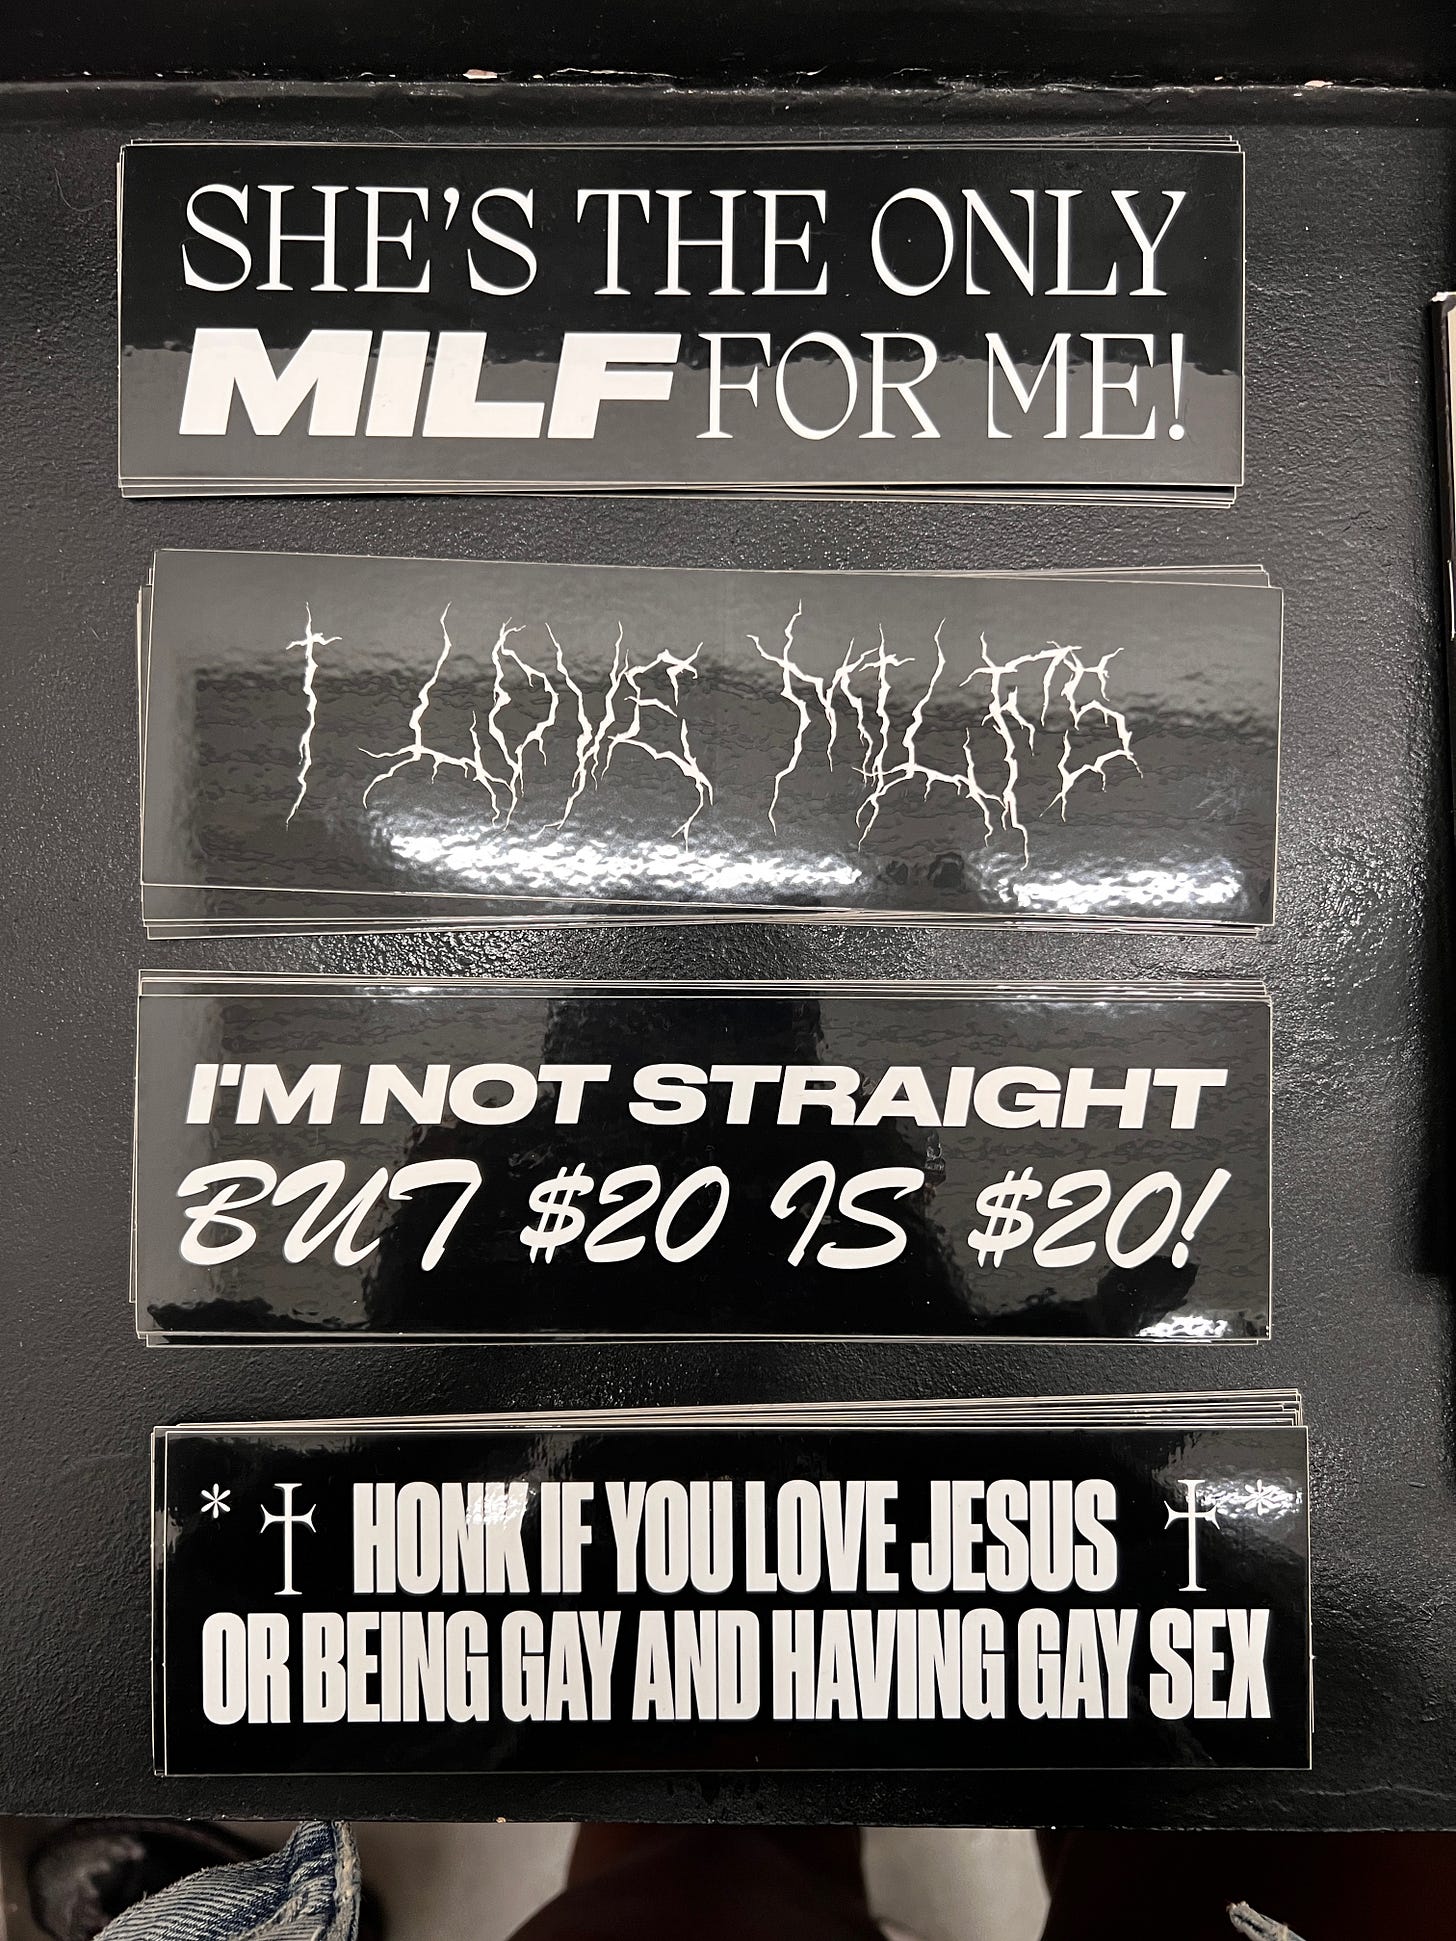 SHE'S THE ONLY
MILF FOR ME!
I LOVE MILFS
I'M NOT STRAIGHT
BUT $20 IS $20!
* † HONK IF YOU LOVE JESUS † *
OR BEING GAY AND HAVING GAY SEX